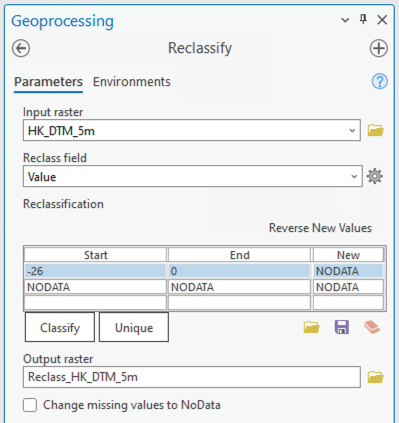 Geoprocessing
Reclassify
Parameters Environments
?
Input raster
HK_DTM_5m
Reclass field
Value
Reclassification
Reverse New Values
Start End New
-26 0 NODATA
NODATA NODATA NODATA
Classify Unique
Output raster
Reclass_HK_DTM_5m
Change missing values to NoData